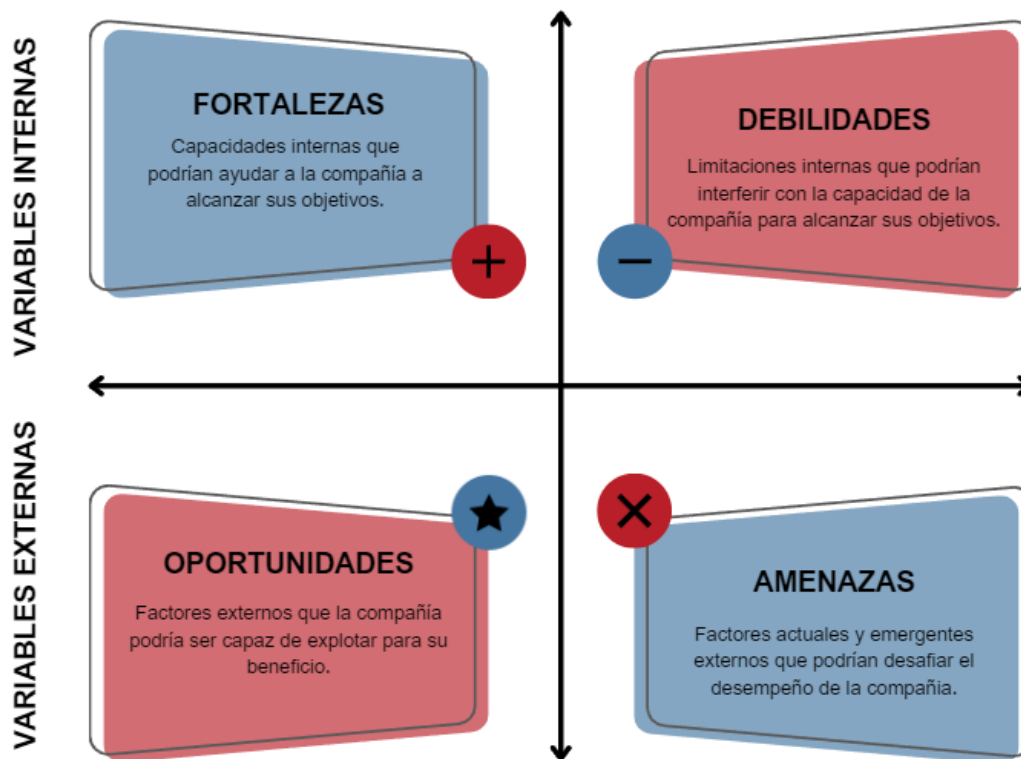 VARIABLES INTERNAS
FORTALEZAS
Capacidades internas que
podrían ayudar a la compañía a
alcanzar sus objetivos.
DEBILIDADES
Limitaciones internas que podrían
interferir con la capacidad de la
compañía para alcanzar sus objetivos.
VARIABLES EXTERNAS
OPORTUNIDADES
Factores externos que la compañía
podría ser capaz de explotar para su
beneficio.
AMENAZAS
Factores actuales y emergentes
externos que podrían desafiar el
desempeño de la compañia.